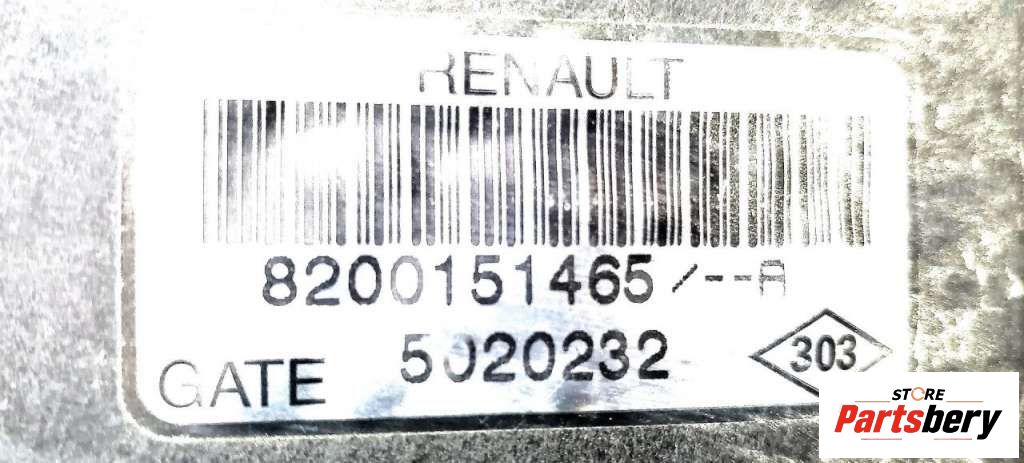 RENAULT
8200151465/--A
5020232
GATE
303
STORE
Partsbery